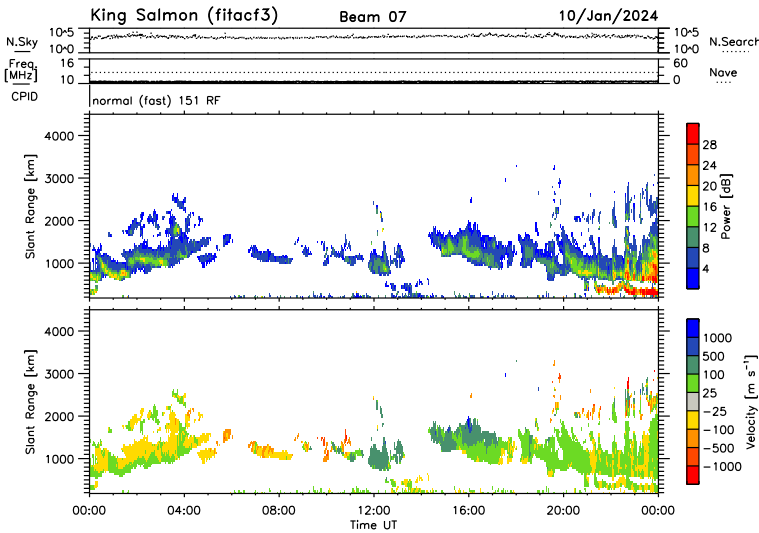 King Salmon (fitacf3) Beam 07 10/Jan/2024
N.Sky 10^5 10^0 10^5 10^0 N.Search
Freq. [MHz] 16 10 60 0 Nave
CPID normal (fast) 151 RF
Slant Range [km] 4000 3000 2000 1000
Power [dB] 28 24 20 16 12 8 4
Slant Range [km] 4000 3000 2000 1000
Velocity [m s⁻¹] 1000 500 100 25 −25 −100 −500 −1000
00:00 04:00 08:00 12:00 16:00 20:00 00:00
Time UT